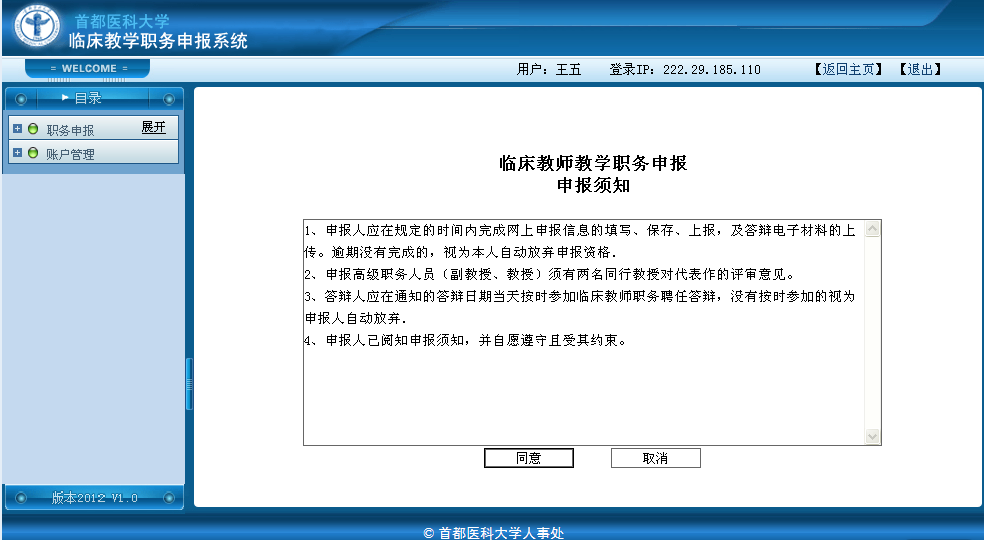 首都医科大学
临床教学职务申报系统
= WELCOME =
用户：王五 登录IP：222.29.185.110 【返回主页】 【退出】
目录
职务申报 展开
账户管理
临床教师教学职务申报
申报须知
1、申报人应在规定的时间内完成网上申报信息的填写、保存、上报，及答辩电子材料的上
传。逾期没有完成的，视为本人自动放弃申报资格.
2、申报高级职务人员（副教授、教授）须有两名同行教授对代表作的评审意见。
3、答辩人应在通知的答辩日期当天按时参加临床教师职务聘任答辩，没有按时参加的视为
申报人自动放弃.
4、申报人已阅知申报须知，并自愿遵守且受其约束。
同意 取消
版本2012 V1.0
© 首都医科大学人事处